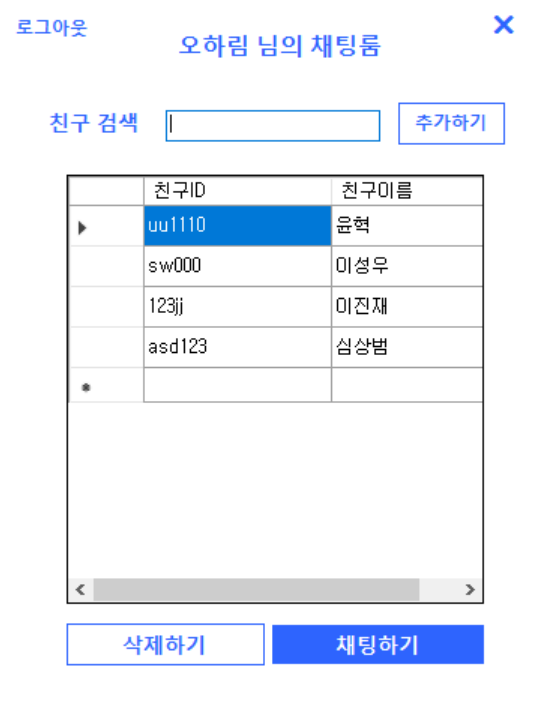 로그아웃
오하림 님의 채팅룸
친구 검색 추가하기
친구ID 친구이름
uu1110 윤혁
sw000 이성우
123jj 이진재
asd123 심상범
삭제하기 채팅하기